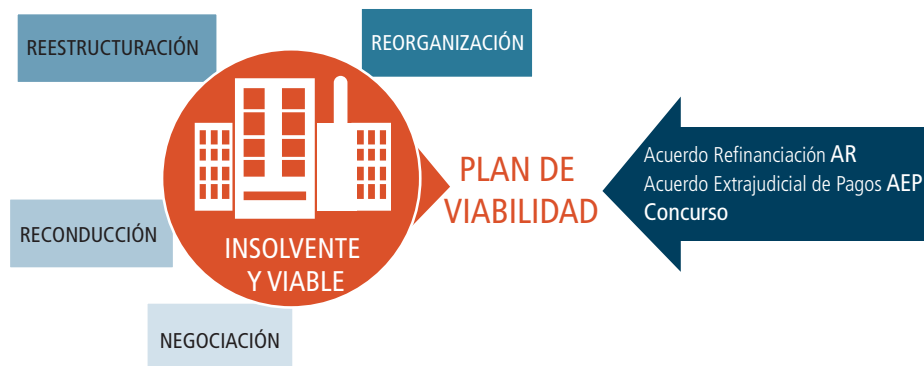 REESTRUCTURACIÓN
REORGANIZACIÓN
RECONDUCCIÓN
NEGOCIACIÓN
INSOLVENTE
Y VIABLE
PLAN DE
VIABILIDAD
Acuerdo Refinanciación AR
Acuerdo Extrajudicial de Pagos AEP
Concurso